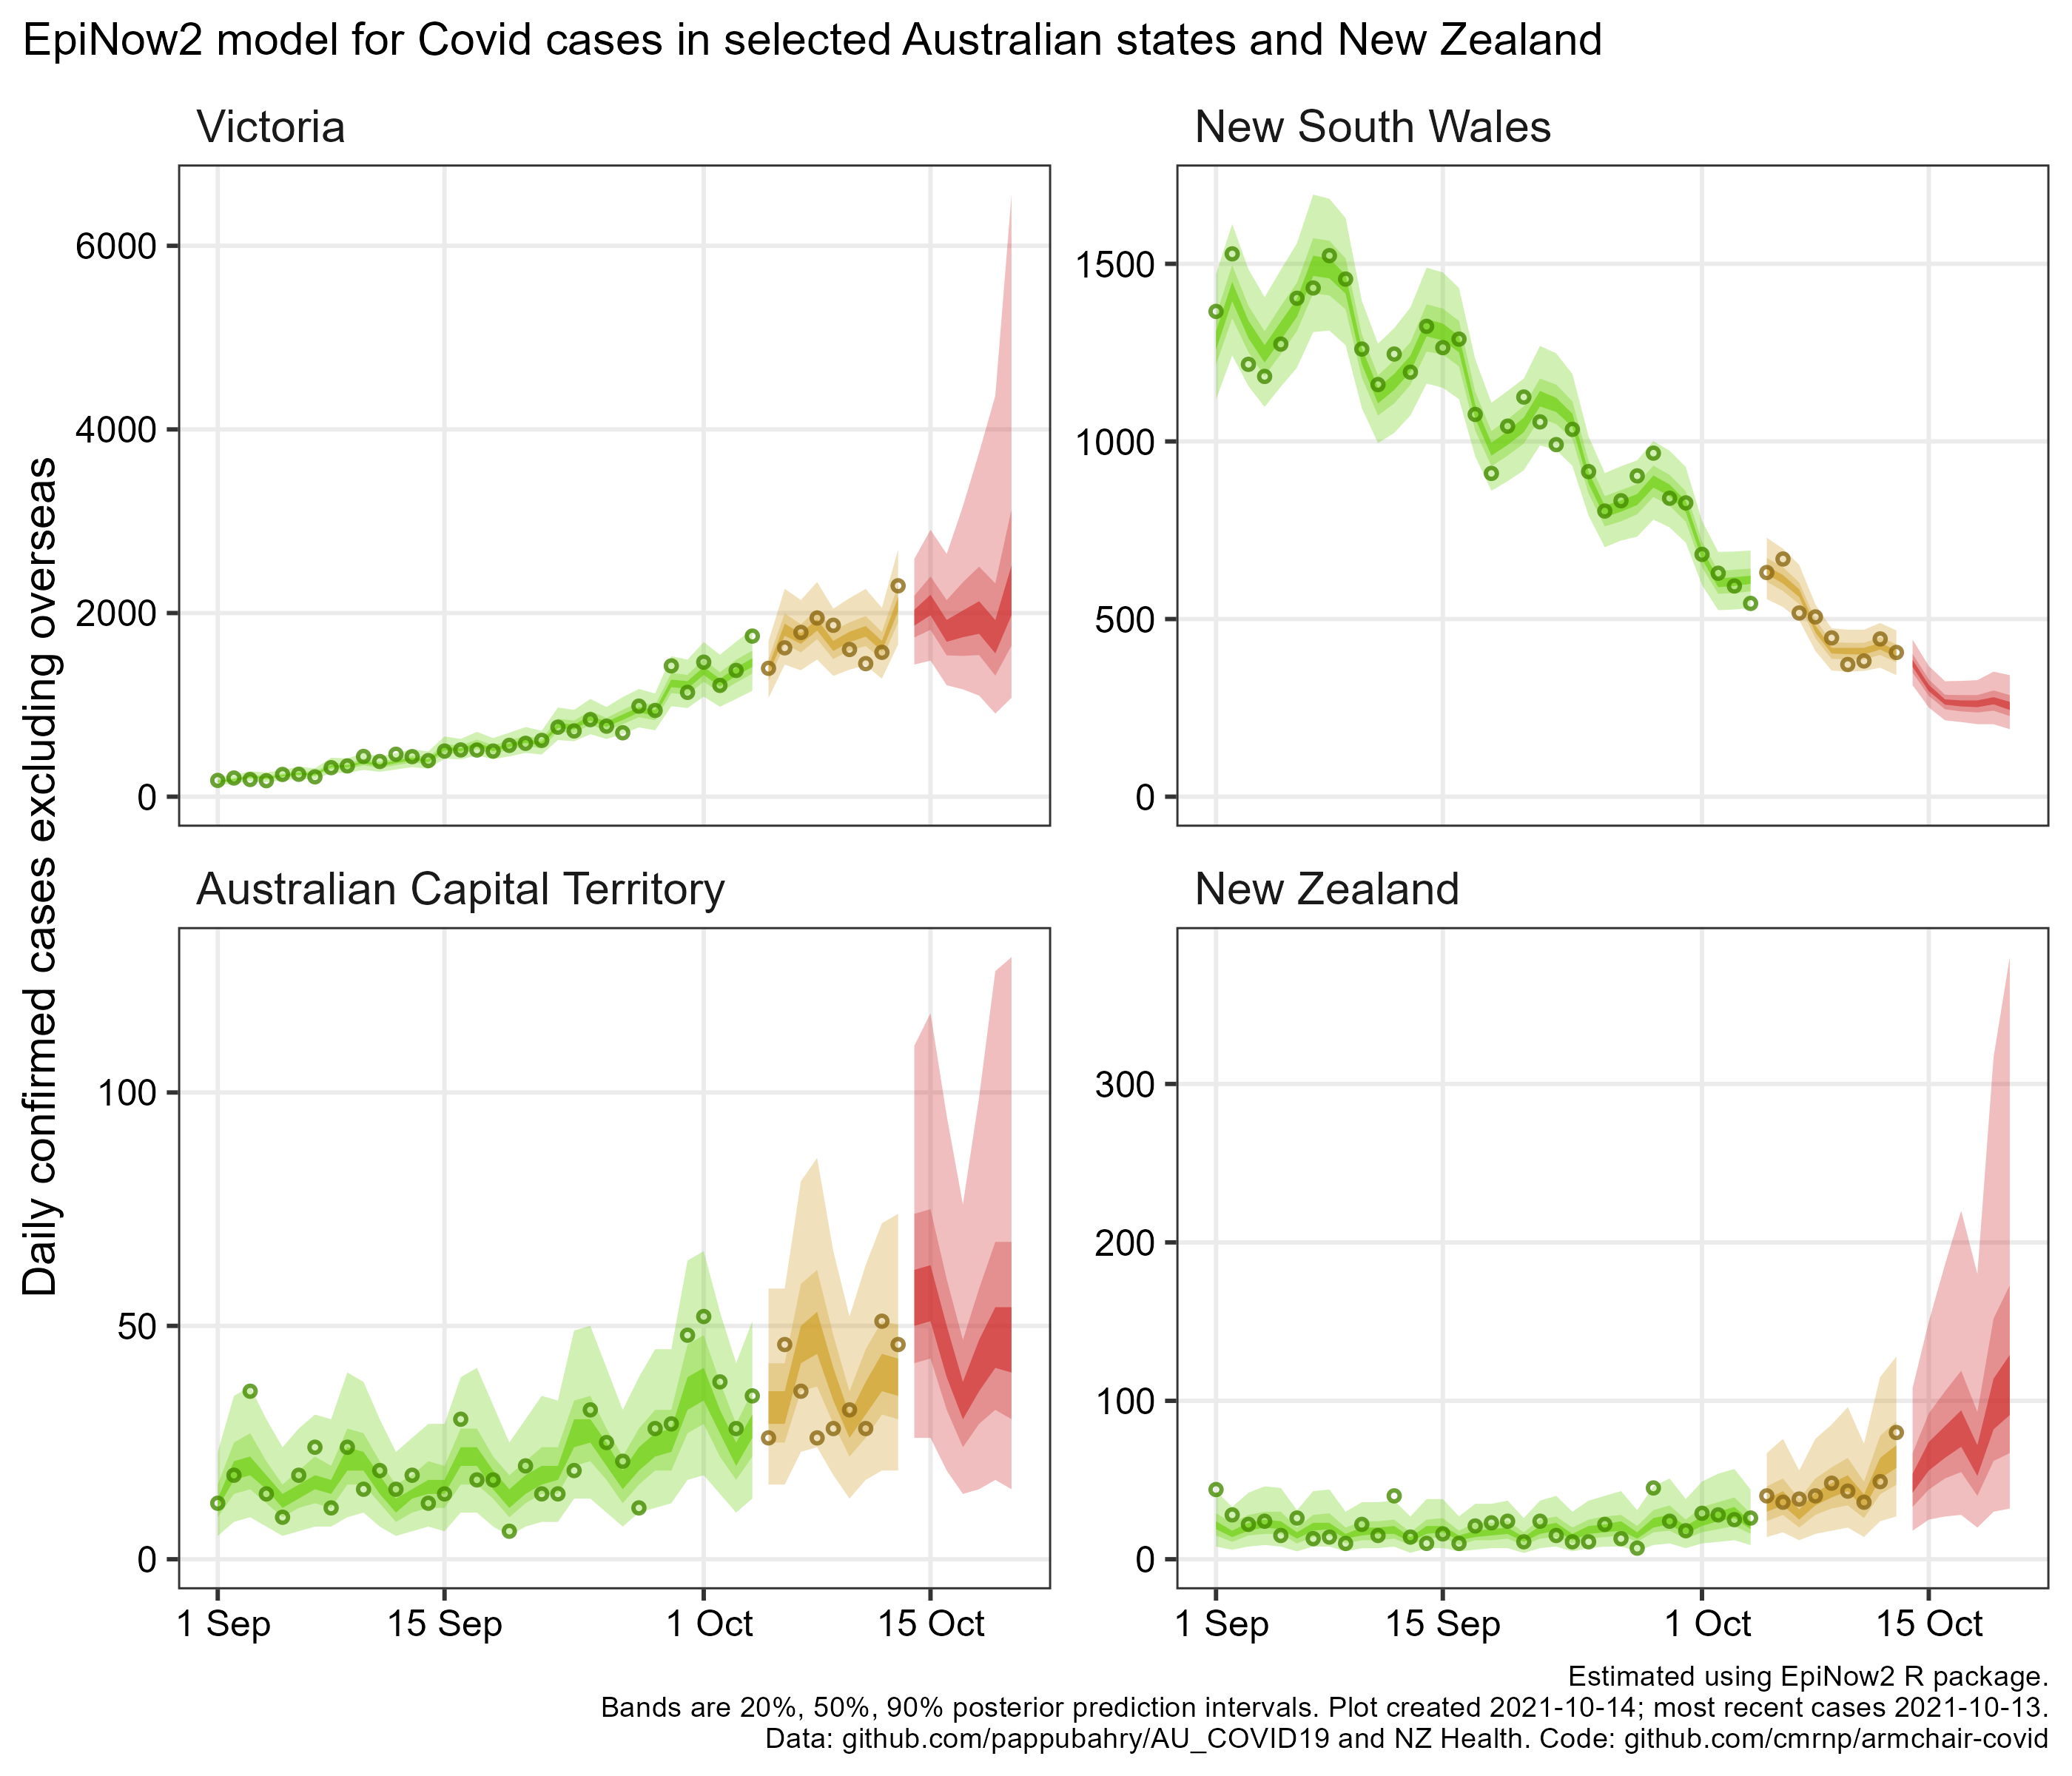 EpiNow2 model for Covid cases in selected Australian states and New Zealand
Daily confirmed cases excluding overseas
Victoria
6000
4000
2000
0
New South Wales
1500
1000
500
0
Australian Capital Territory
100
50
0
1 Sep
15 Sep
1 Oct
15 Oct
New Zealand
300
200
100
0
1 Sep
15 Sep
1 Oct
15 Oct
Estimated using EpiNow2 R package.
Bands are 20%, 50%, 90% posterior prediction intervals. Plot created 2021-10-14; most recent cases 2021-10-13.
Data: github.com/pappubahry/AU_COVID19 and NZ Health. Code: github.com/cmrnp/armchair-covid